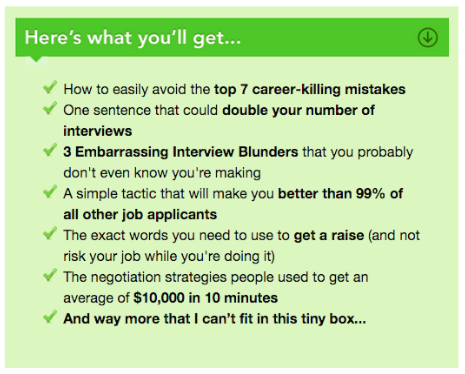 Here's what you'll get...
How to easily avoid the top 7 career-killing mistakes
One sentence that could double your number of
interviews
3 Embarrassing Interview Blunders that you probably
don't even know you're making
A simple tactic that will make you better than 99% of
all other job applicants
The exact words you need to use to get a raise (and not
risk your job while you're doing it)
The negotiation strategies people used to get an
average of $10,000 in 10 minutes
And way more that I can't fit in this tiny box...